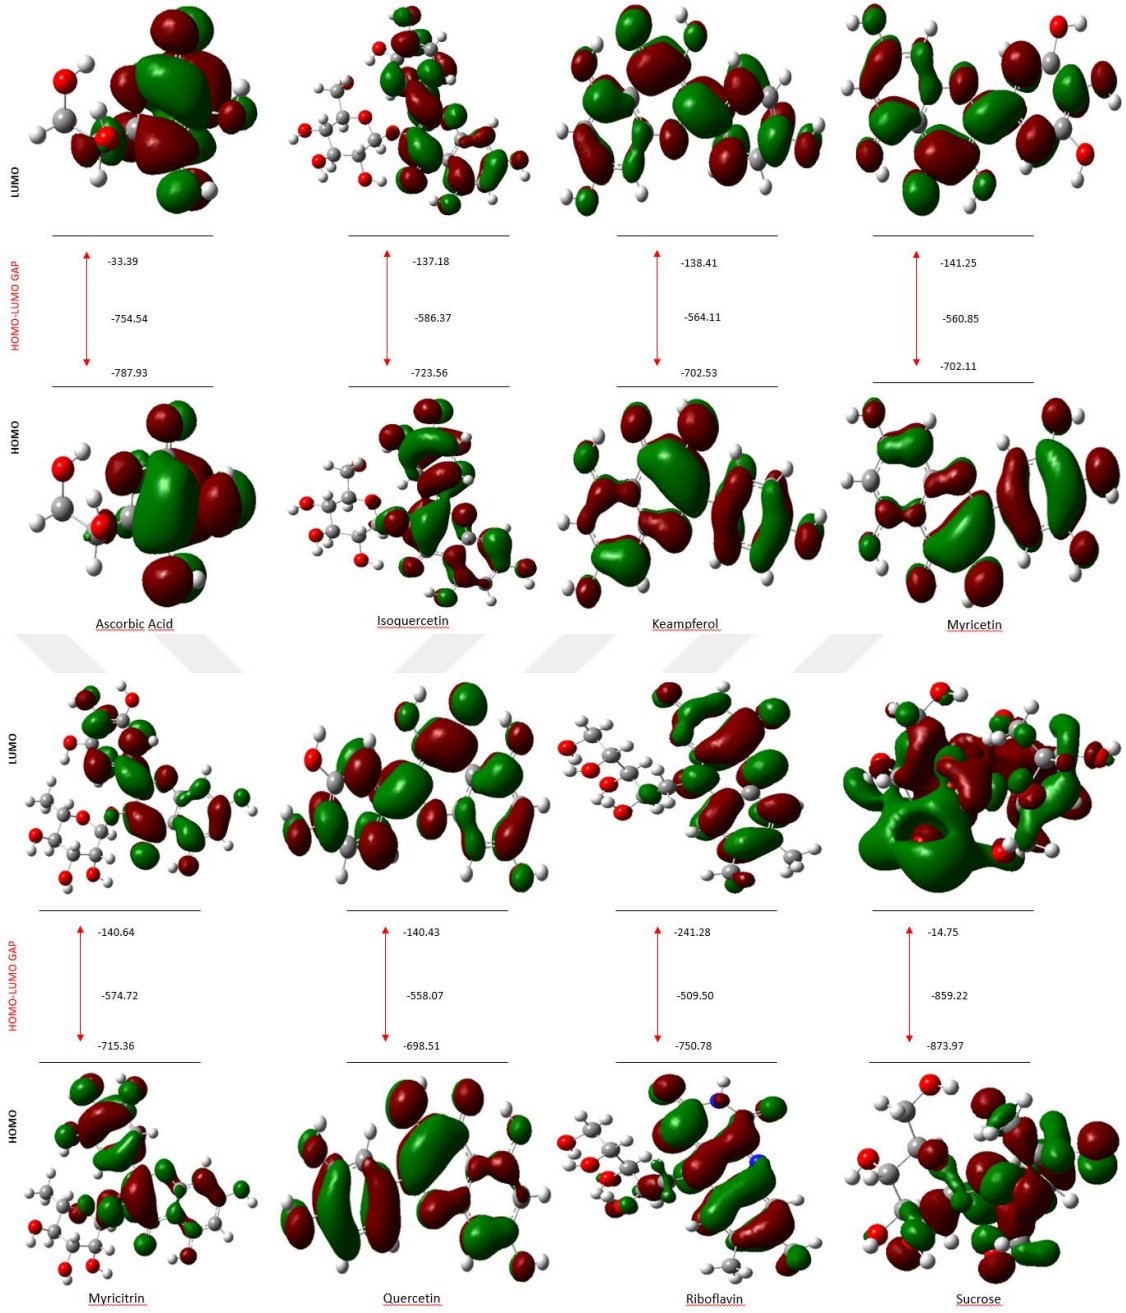 LUMO
-33.39
-137.18
-138.41
-141.25
HOMO-LUMO GAP
-754.54
-586.37
-564.11
-560.85
-787.93
-723.56
-702.53
-702.11
HOMO
Ascorbic Acid
Isoquercetin
Keampferol
Myricetin
LUMO
-140.64
-140.43
-241.28
-14.75
HOMO-LUMO GAP
-574.72
-558.07
-509.50
-859.22
-715.36
-698.51
-750.78
-873.97
HOMO
Myricitrin
Quercetin
Riboflavin
Sucrose